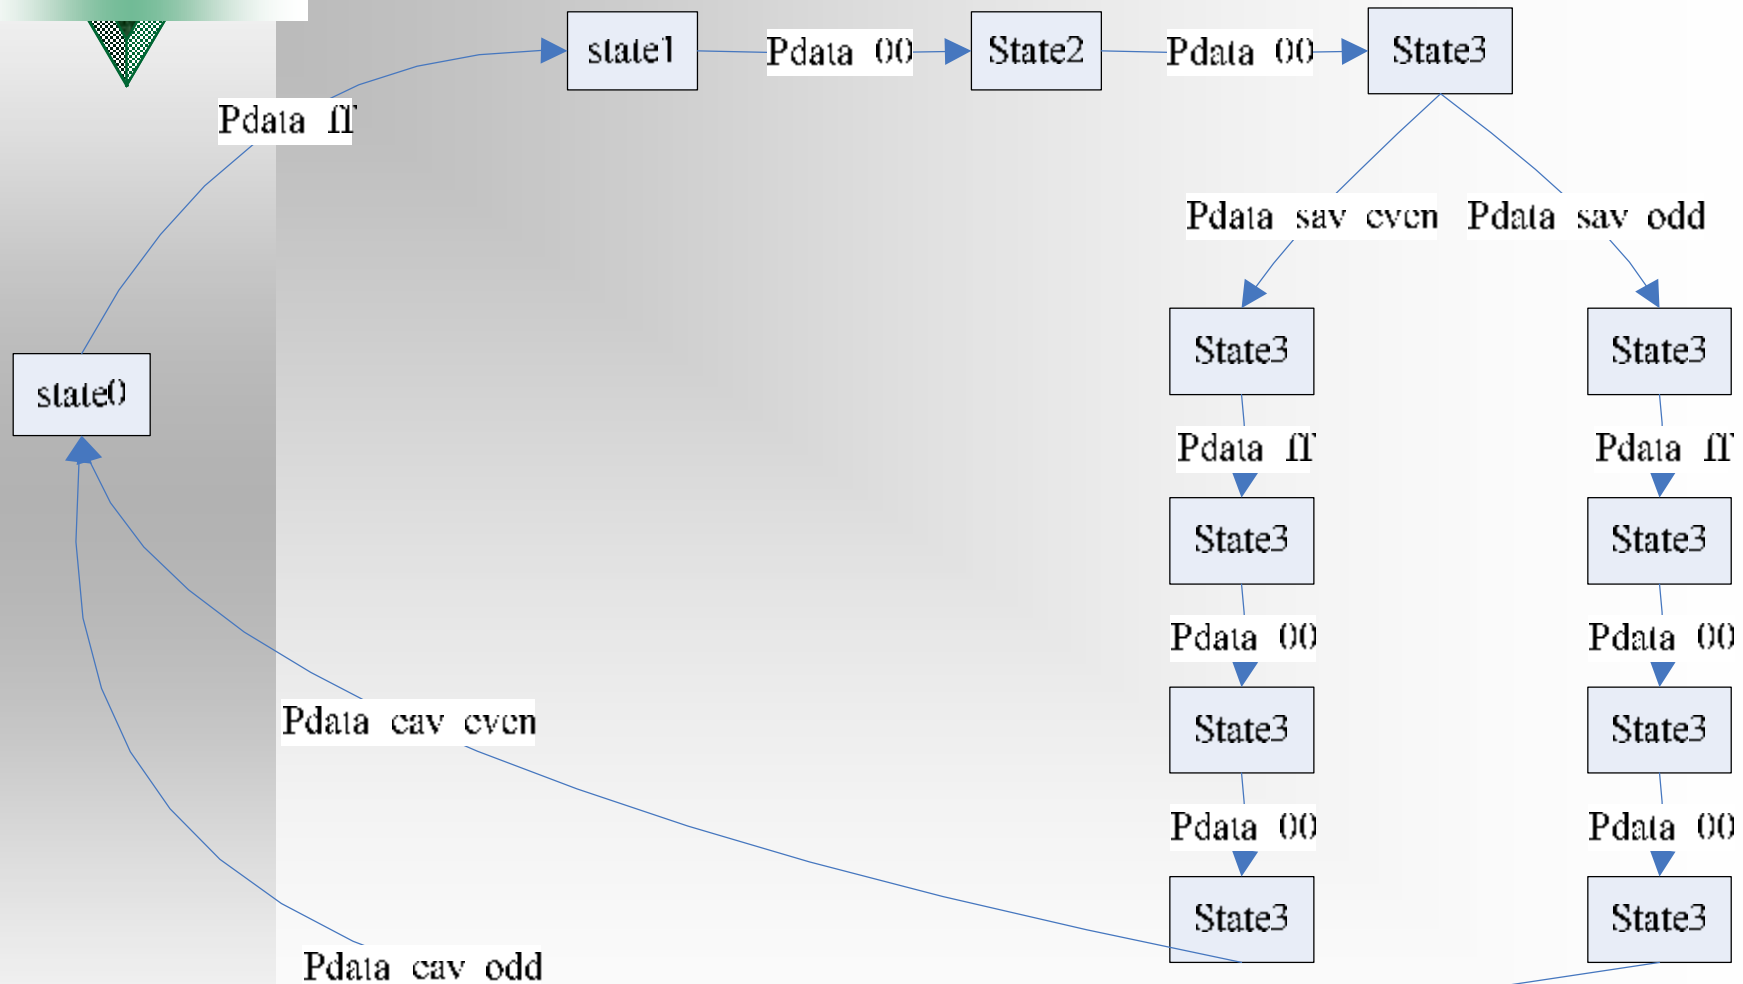 state1
Pdata 00
State2
Pdata 00
State3
Pdata ff
Pdata sav even
Pdata sav odd
State3
State3
state0
Pdata ff
Pdata ff
State3
State3
Pdata 00
Pdata 00
Pdata eav even
State3
State3
Pdata 00
Pdata 00
State3
State3
Pdata eav odd